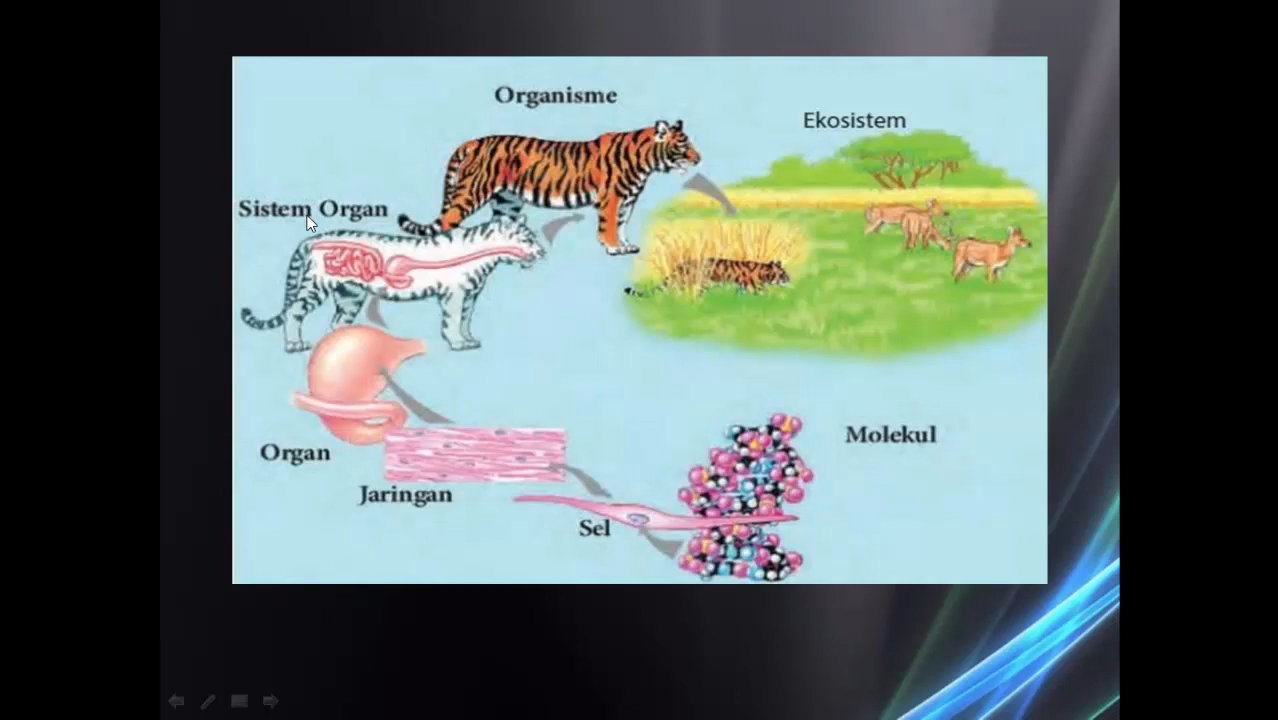 Organisme
Ekosistem
Sistem Organ
Molekul
Organ
Jaringan
Sel